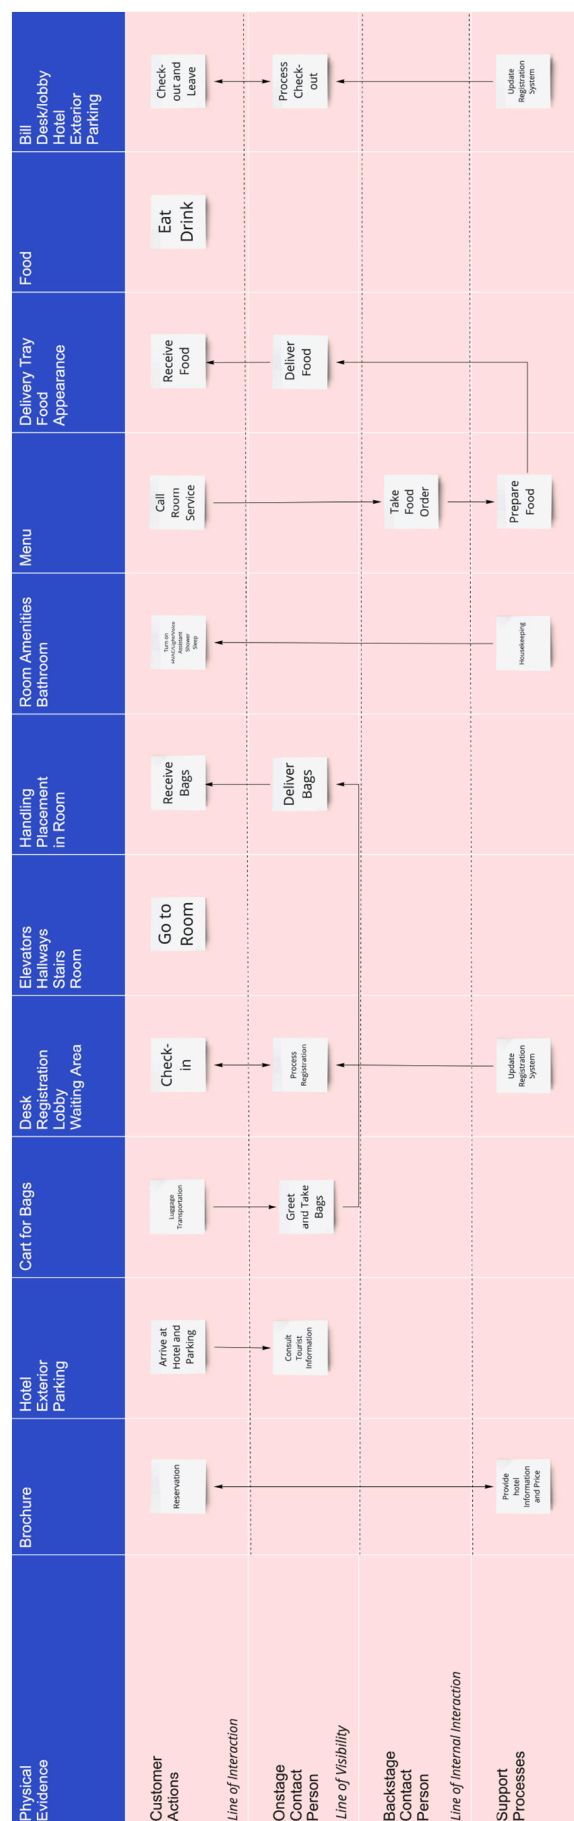 Physical
Evidence
Brochure
Hotel
Exterior
Parking
Cart for Bags
Desk
Registration
Lobby
Waiting Area
Elevators
Hallways
Stairs
Room
Handling
Placement
in Room
Room Amenities
Bathroom
Menu
Delivery Tray
Food
Appearance
Food
Bill
Desk/lobby
Hotel
Exterior
Parking
Customer
Actions
Reservation
Arrive at
Hotel and
Parking
Luggage
Transportation
Check-
in
Go to
Room
Receive
Bags
Turn on
Assistant
Shower
Sleep
Call
Room
Service
Receive
Food
Eat
Drink
Check-
out and
Leave
Line of Interaction
Onstage
Contact
Person
Consult
Tourist
Information
Greet
and Take
Bags
Process
Registration
Deliver
Bags
Deliver
Food
Process
Check-
out
Line of Visibility
Backstage
Contact
Person
Take
Food
Order
Line of Internal Interaction
Support
Processes
Provide
hotel
Information
and Price
Update
Registration
System
Housekeeping
Prepare
Food
Update
Registration
System